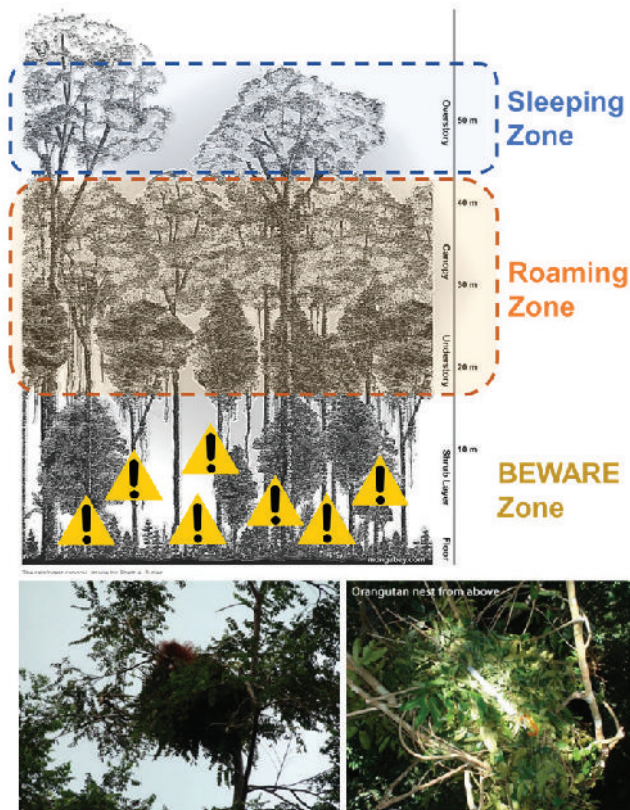 Overstory
50 m
Sleeping
Zone
40 m
Canopy
30 m
Roaming
Zone
Understory
20 m
10 m
Shrub Layer
BEWARE
Zone
Floor
mongabay.com
Orangutan nest from above